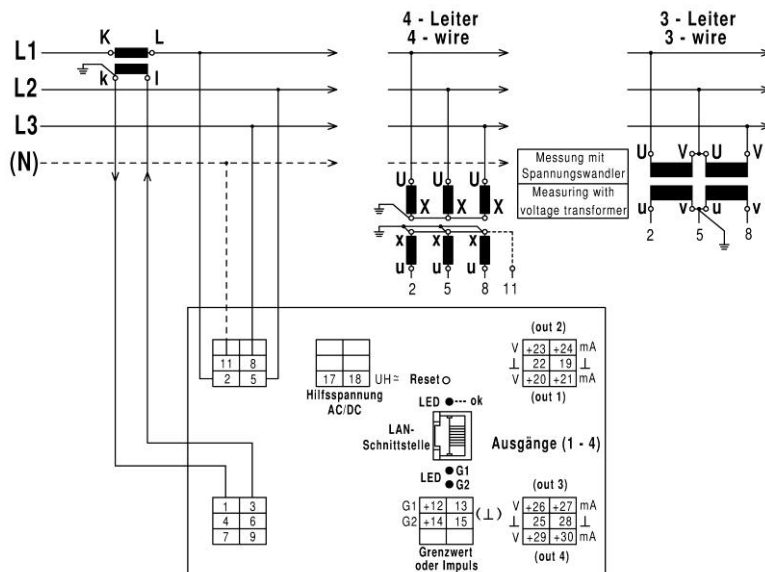 4 - Leiter
4 - wire
3 - Leiter
3 - wire
K L
L1
k l
L2
L3
(N)
U U U
X X X
x x x
u u u
2 5 8 11
Messung mit
Spannungswandler
Measuring with
voltage transformer
U V U V
u v u v
2 5 8
11 8
2 5
17 18 UH≃
Hilfsspannung
AC/DC
Reset
LED --- ok
LAN-
Schnittstelle
LED G1
G2
(out 2)
V +23 +24 mA
⊥ 22 19 ⊥
V +20 +21 mA
(out 1)
Ausgänge (1 - 4)
1 3
4 6
7 9
G1 +12 13 (⊥)
G2 +14 15
Grenzwert
oder Impuls
(out 3)
V +26 +27 mA
⊥ 25 28 ⊥
V +29 +30 mA
(out 4)